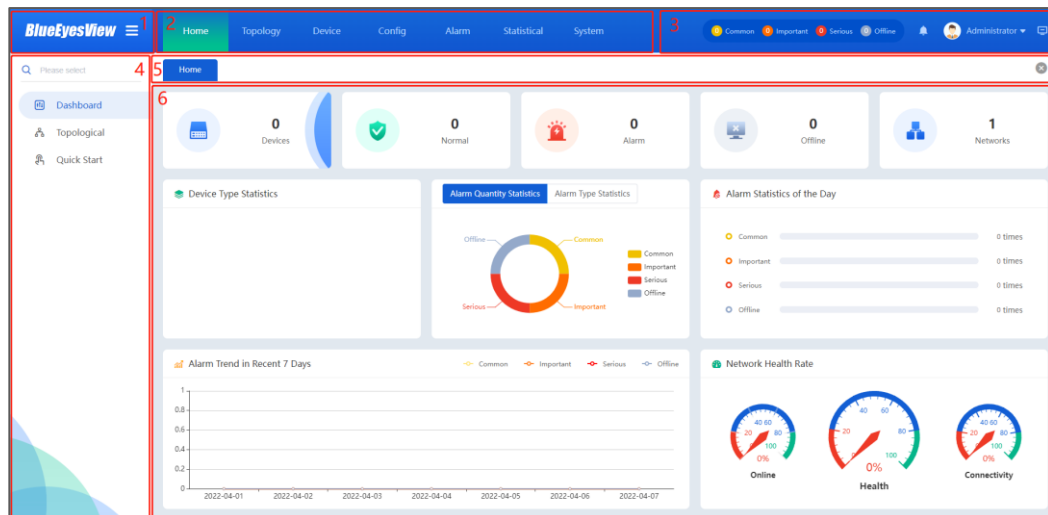 BlueEyesView 1
2 Home Topology Device Config Alarm Statistical System
3 0 Common 0 Important 0 Serious 0 Offline Administrator
Please select 4
5 Home
6
Dashboard
Topological
Quick Start
0
Devices
0
Normal
0
Alarm
0
Offline
1
Networks
Device Type Statistics
Alarm Quantity Statistics Alarm Type Statistics
Offline Common
Serious Important
Common
Important
Serious
Offline
Alarm Statistics of the Day
Common 0 times
Important 0 times
Serious 0 times
Offline 0 times
Alarm Trend in Recent 7 Days
Common Important Serious Offline
1
0.8
0.6
0.4
0.2
0
2022-04-01 2022-04-02 2022-04-03 2022-04-04 2022-04-05 2022-04-06 2022-04-07
Network Health Rate
20 40 60 80 100
0%
Online
20 40 60 80 100
0%
Health
20 40 60 80 100
0%
Connectivity